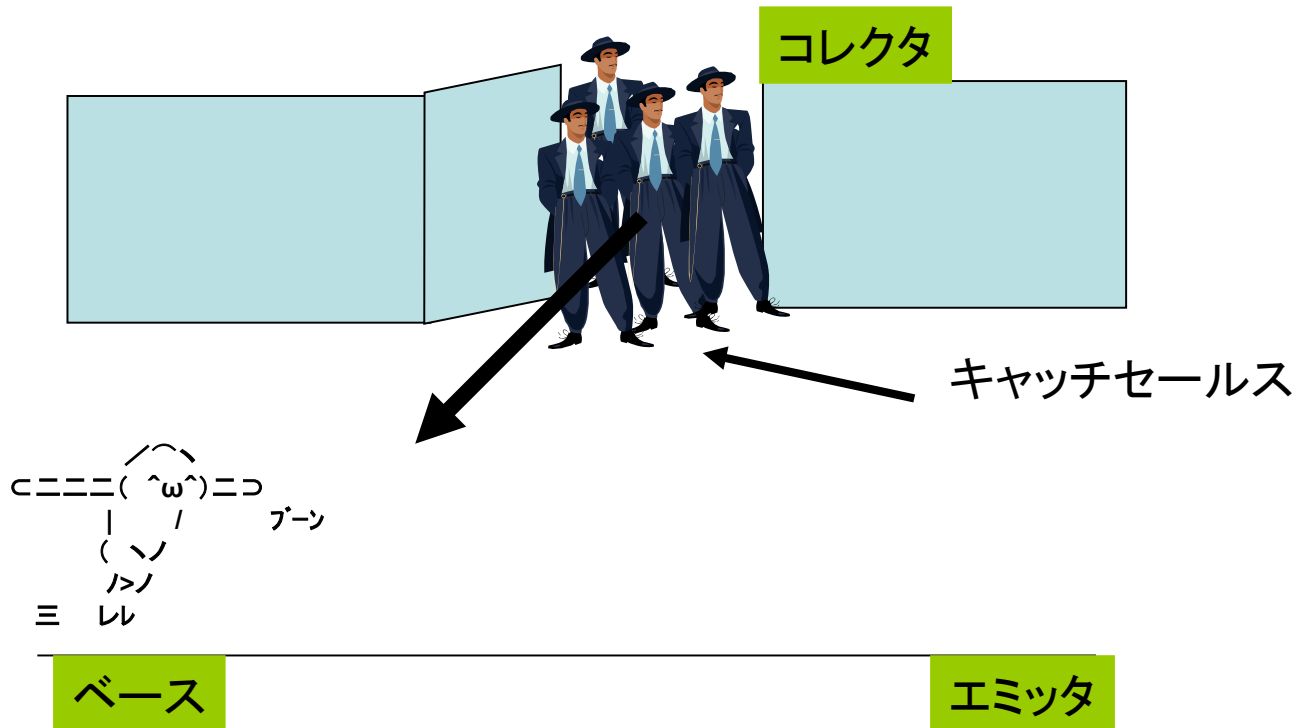 コレクタ
キャッチセールス
／⌒ヽ
⊂二二二(　＾ω＾)二⊃
|　　　/　　　　　ﾌﾞｰﾝ
(　ヽノ
ﾉ>ノ
三　レﾚ
ベース
エミッタ